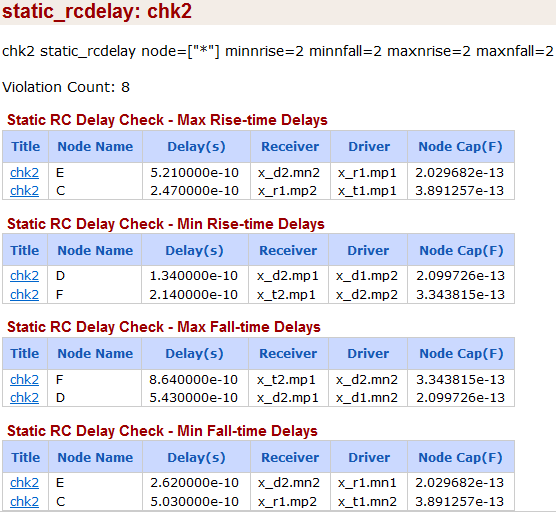 static_rcdelay: chk2
chk2 static_rcdelay node=["*"] minnrise=2 minnfall=2 maxnrise=2 maxnfall=2
Violation Count: 8
Static RC Delay Check - Max Rise-time Delays
Title Node Name Delay(s) Receiver Driver Node Cap(F)
chk2 E 5.210000e-10 x_d2.mn2 x_r1.mp1 2.029682e-13
chk2 C 2.470000e-10 x_r1.mp2 x_t1.mp1 3.891257e-13
Static RC Delay Check - Min Rise-time Delays
Title Node Name Delay(s) Receiver Driver Node Cap(F)
chk2 D 1.340000e-10 x_d2.mp1 x_d1.mp2 2.099726e-13
chk2 F 2.140000e-10 x_t2.mp1 x_d2.mp2 3.343815e-13
Static RC Delay Check - Max Fall-time Delays
Title Node Name Delay(s) Receiver Driver Node Cap(F)
chk2 F 8.640000e-10 x_t2.mp1 x_d2.mn2 3.343815e-13
chk2 D 5.430000e-10 x_d2.mp1 x_d1.mn2 2.099726e-13
Static RC Delay Check - Min Fall-time Delays
Title Node Name Delay(s) Receiver Driver Node Cap(F)
chk2 E 2.620000e-10 x_d2.mn2 x_r1.mn1 2.029682e-13
chk2 C 5.030000e-10 x_r1.mp2 x_t1.mn2 3.891257e-13